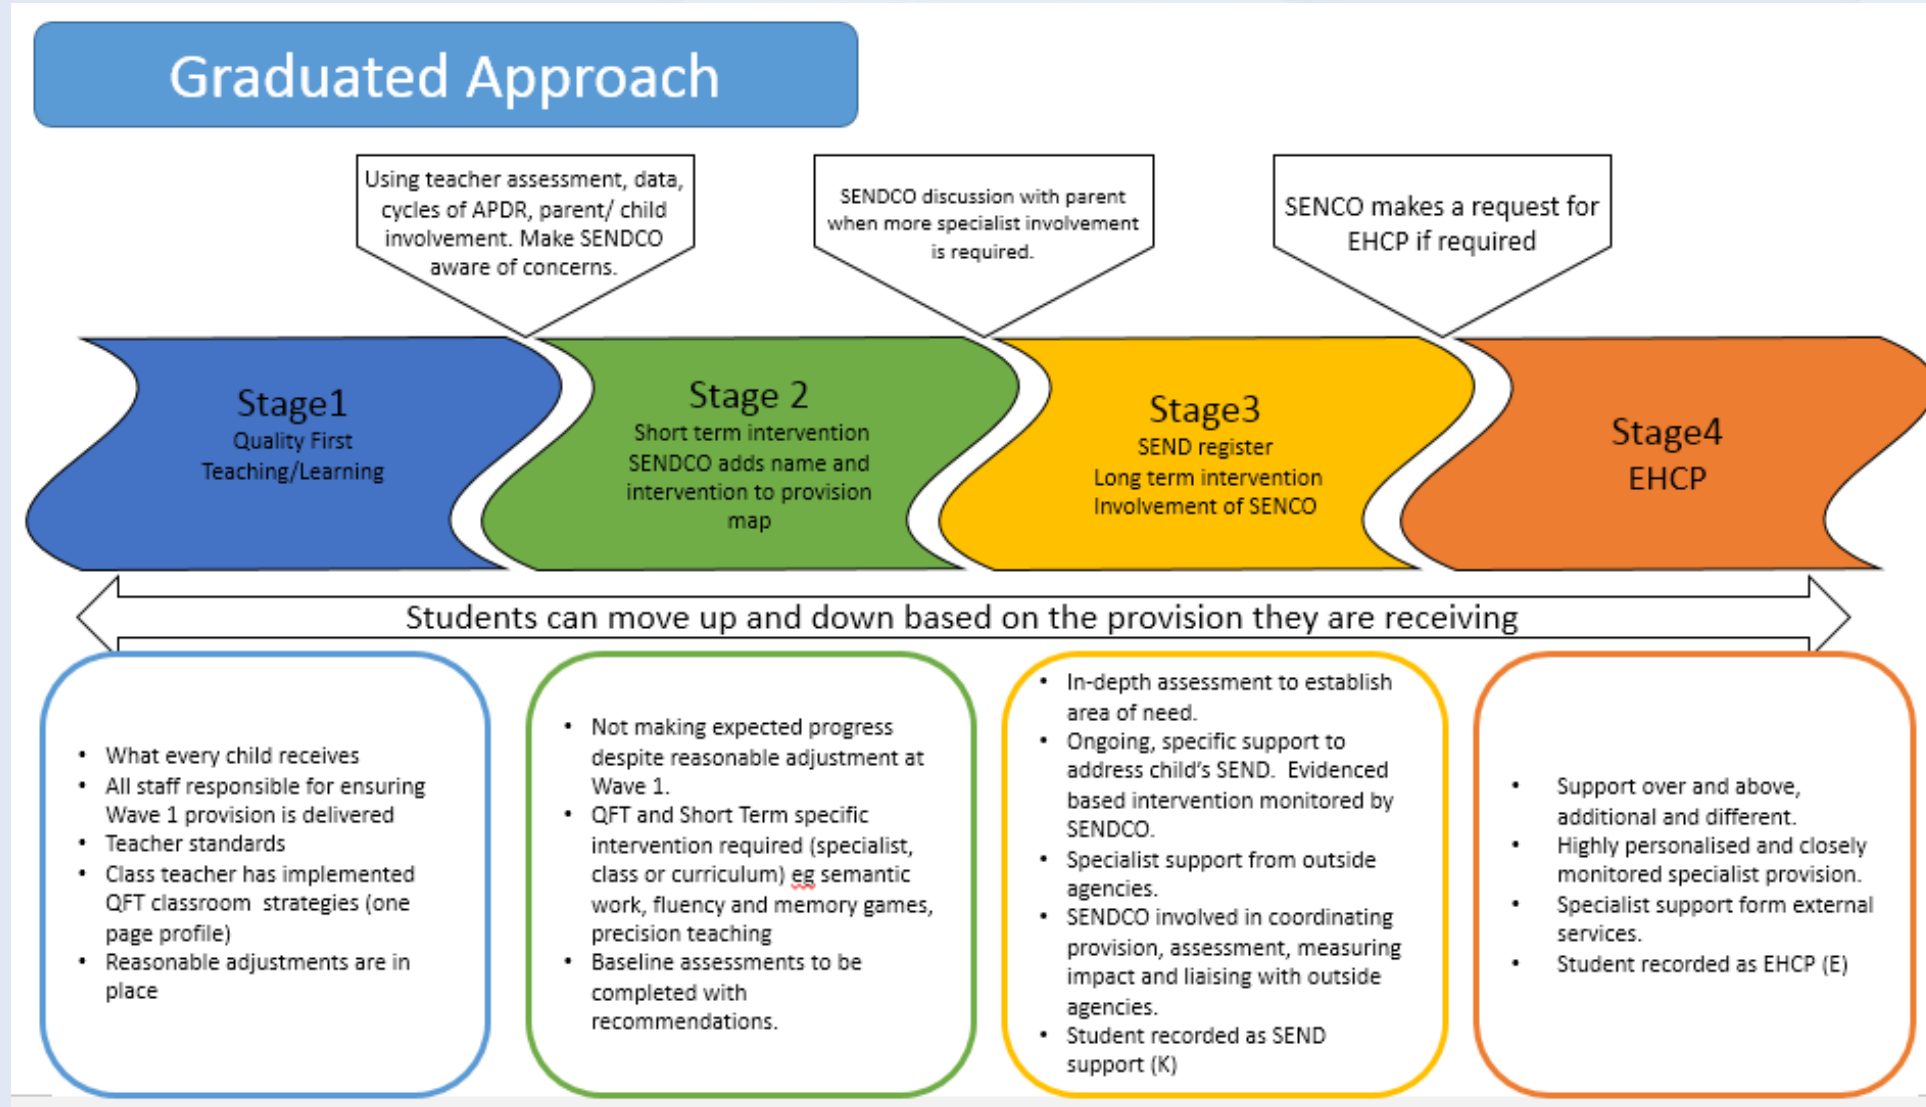 Graduated Approach
Using teacher assessment, data,
cycles of APDR, parent/ child
involvement. Make SENDCO
aware of concerns.
SENDCO discussion with parent
when more specialist involvement
is required.
SENCO makes a request for
EHCP if required
Stage1
Quality First
Teaching/Learning
Stage 2
Short term intervention
SENDCO adds name and
intervention to provision
map
Stage3
SEND register
Long term intervention
Involvement of SENCO
Stage4
EHCP
Students can move up and down based on the provision they are receiving
• What every child receives
• All staff responsible for ensuring
Wave 1 provision is delivered
• Teacher standards
• Class teacher has implemented
QFT classroom strategies (one
page profile)
• Reasonable adjustments are in
place
• Not making expected progress
despite reasonable adjustment at
Wave 1.
• QFT and Short Term specific
intervention required (specialist,
class or curriculum) eg semantic
work, fluency and memory games,
precision teaching
• Baseline assessments to be
completed with
recommendations.
• In-depth assessment to establish
area of need.
• Ongoing, specific support to
address child's SEND. Evidenced
based intervention monitored by
SENDCO.
• Specialist support from outside
agencies.
• SENDCO involved in coordinating
provision, assessment, measuring
impact and liaising with outside
agencies.
• Student recorded as SEND
support (K)
• Support over and above,
additional and different.
• Highly personalised and closely
monitored specialist provision.
• Specialist support form external
services.
• Student recorded as EHCP (E)